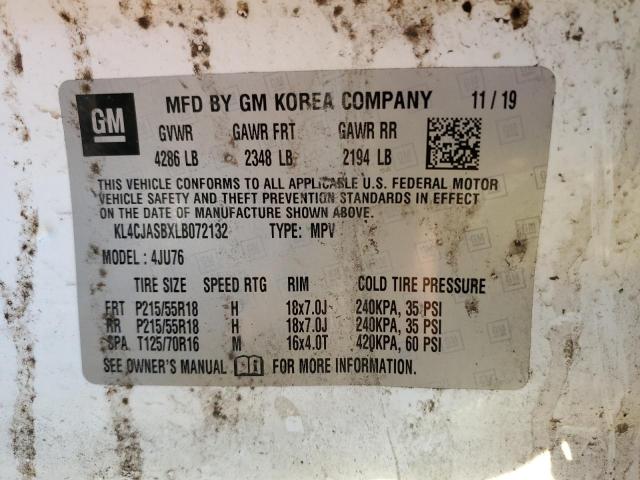 GM
MFD BY GM KOREA COMPANY 11 / 19
GVWR GAWR FRT GAWR RR
4286 LB 2348 LB 2194 LB
THIS VEHICLE CONFORMS TO ALL APPLICABLE U.S. FEDERAL MOTOR
VEHICLE SAFETY AND THEFT PREVENTION STANDARDS IN EFFECT
ON THE DATE OF MANUFACTURE SHOWN ABOVE.
KL4CJASBXLB072132 TYPE: MPV
MODEL : 4JU76
TIRE SIZE SPEED RTG RIM COLD TIRE PRESSURE
FRT P215/55R18 H 18x7.0J 240KPA, 35 PSI
RR P215/55R18 H 18x7.0J 240KPA, 35 PSI
SPA T125/70R16 M 16x4.0T 420KPA, 60 PSI
SEE OWNER'S MANUAL FOR MORE INFORMATION.